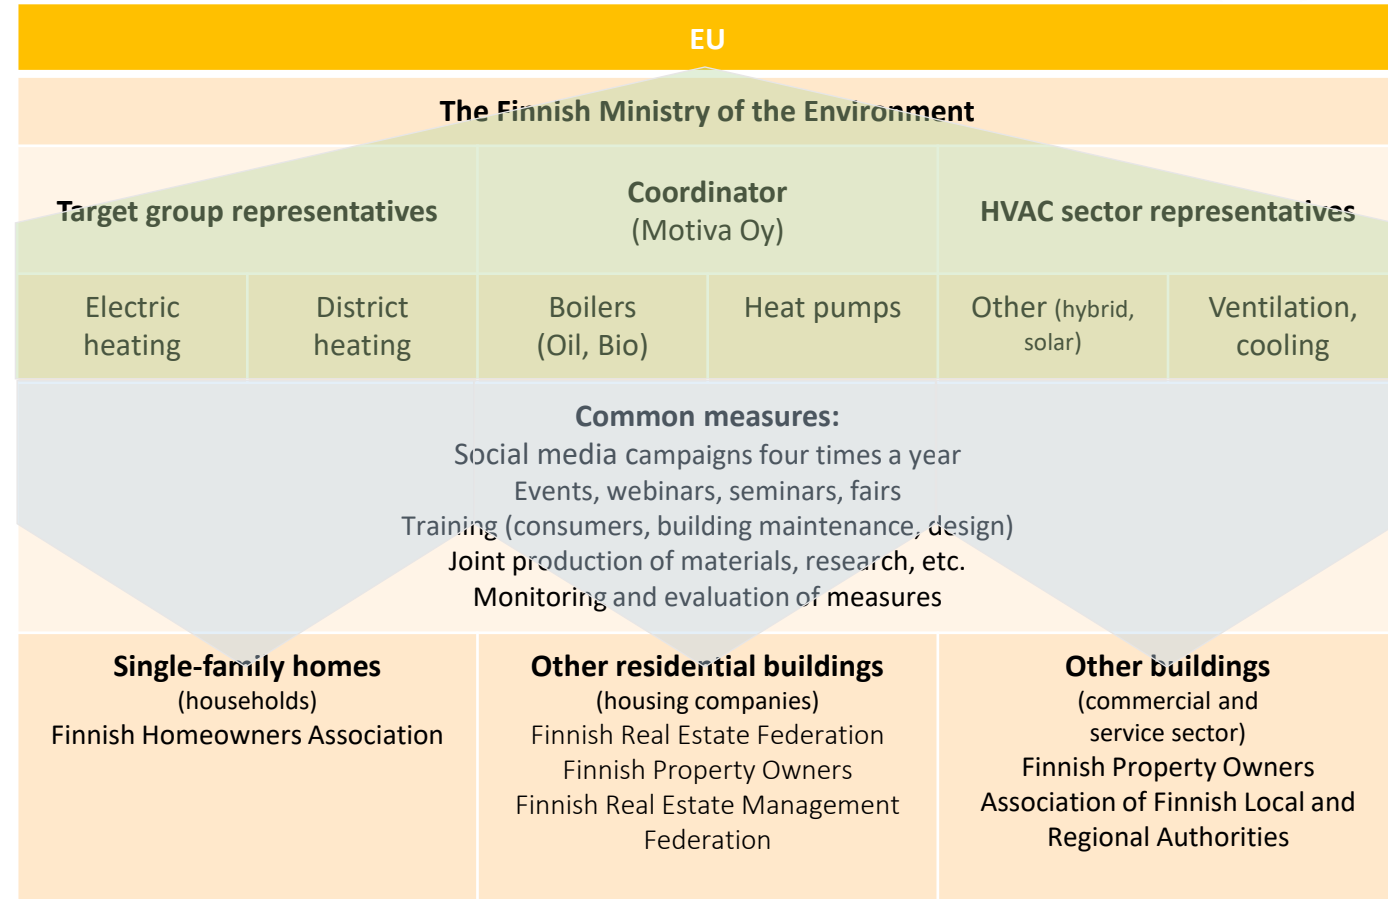 EU
The Finnish Ministry of the Environment
Target group representatives
Coordinator
(Motiva Oy)
HVAC sector representatives
Electric
heating
District
heating
Boilers
(Oil, Bio)
Heat pumps
Other (hybrid,
solar)
Ventilation,
cooling
Common measures:
Social media campaigns four times a year
Events, webinars, seminars, fairs
Training (consumers, building maintenance, design)
Joint production of materials, research, etc.
Monitoring and evaluation of measures
Single-family homes
(households)
Finnish Homeowners Association
Other residential buildings
(housing companies)
Finnish Real Estate Federation
Finnish Property Owners
Finnish Real Estate Management
Federation
Other buildings
(commercial and
service sector)
Finnish Property Owners
Association of Finnish Local and
Regional Authorities